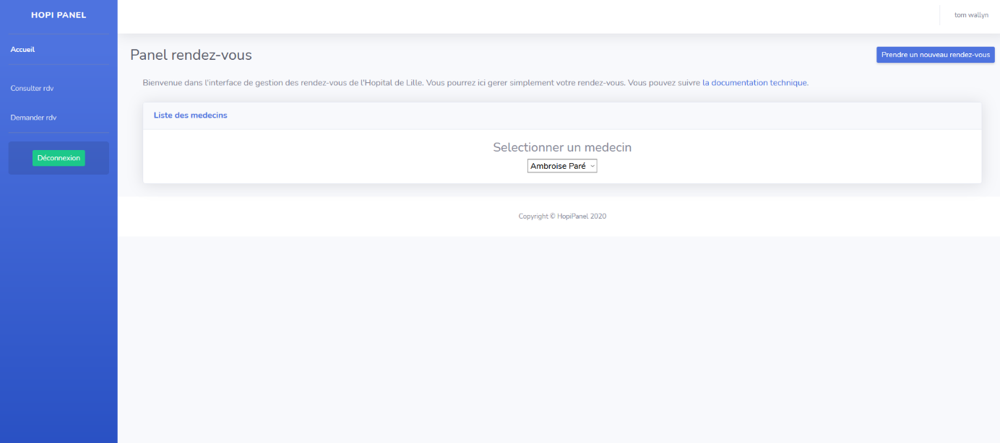 HOPI PANEL
tom wallyn
Accueil
Consulter rdv
Demander rdv
Déconnexion
Panel rendez-vous
Prendre un nouveau rendez-vous
Bienvenue dans l'interface de gestion des rendez-vous de l'Hopital de Lille. Vous pourrez ici gerer simplement votre rendez-vous. Vous pouvez suivre la documentation technique.
Liste des medecins
Selectionner un medecin
Ambroise Paré
Copyright © HopiPanel 2020